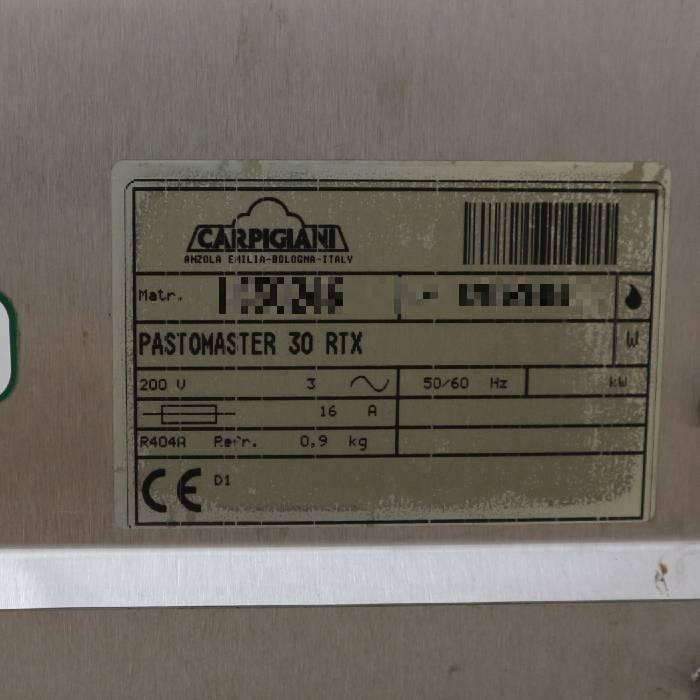 CARPIGIANI
ANZOLA EMILIA-BOLOGNA-ITALY
Matr.
PASTOMASTER 30 RTX W
200 V 3 50/60 Hz kW
16 A
R404A Refr. 0,9 kg
CE D1